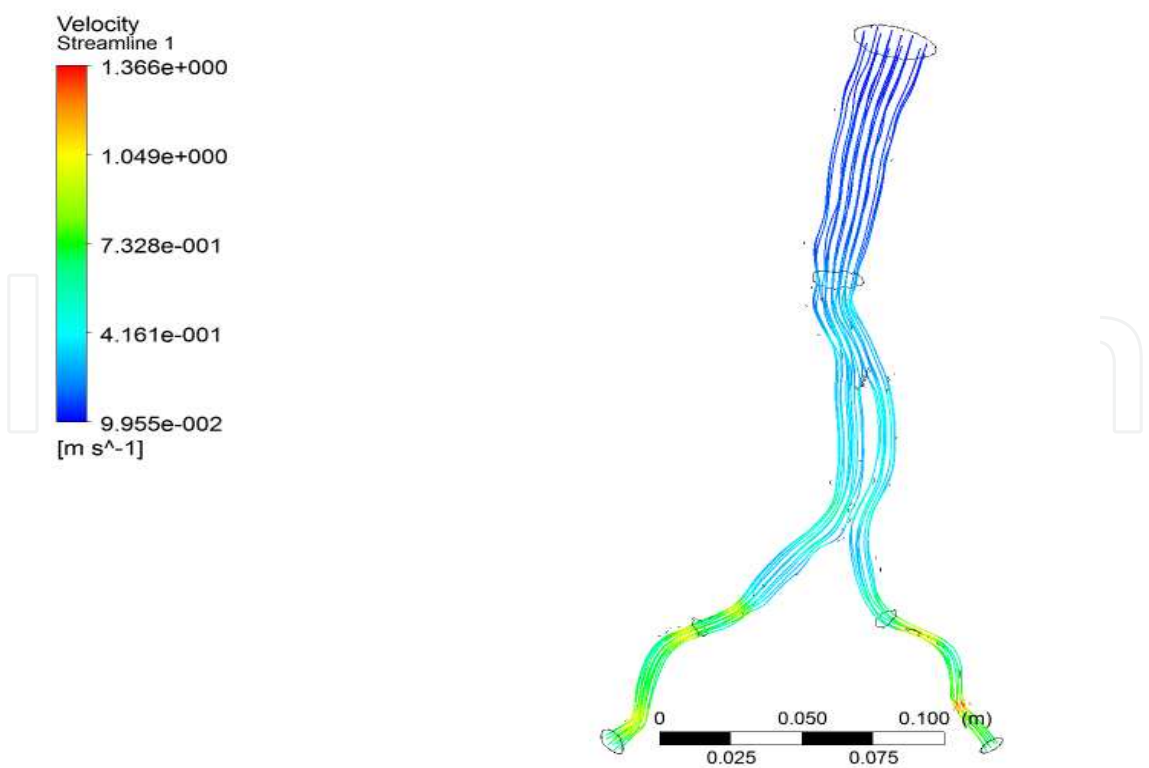 Velocity
Streamline 1
1.366e+000
1.049e+000
7.328e-001
4.161e-001
9.955e-002
[m s^-1]
0 0.050 0.100 (m)
0.025 0.075